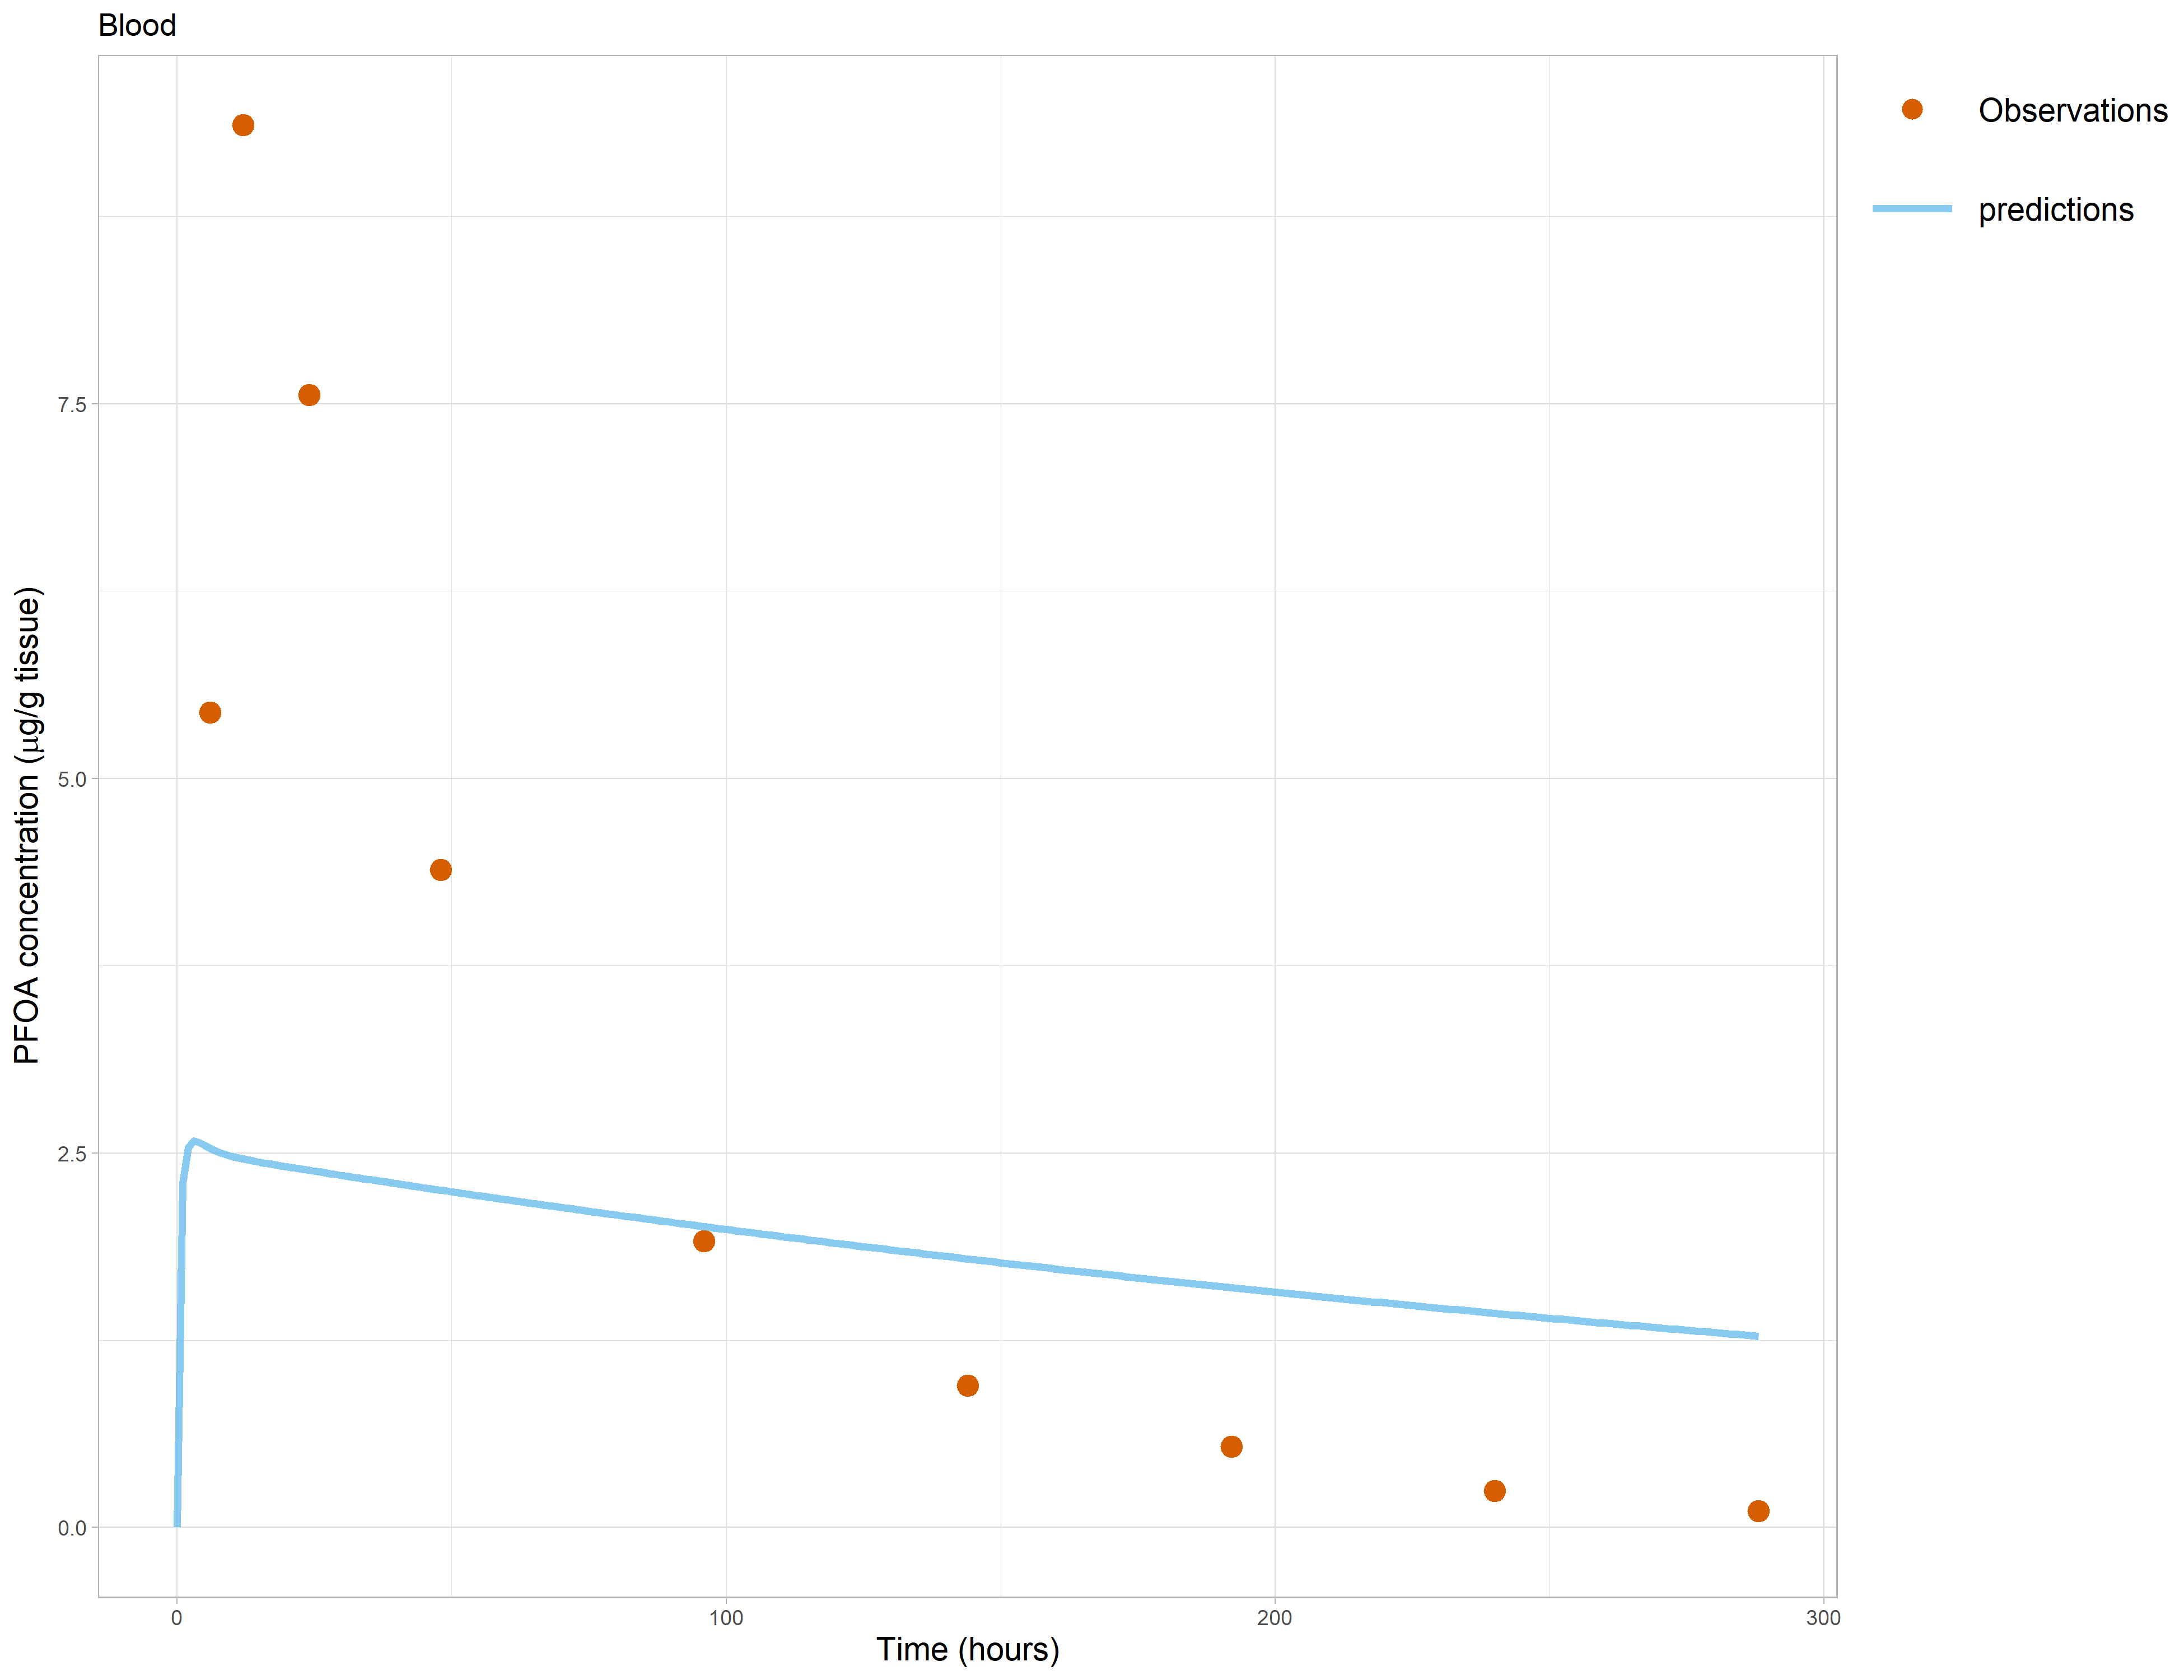 Blood
Observations
predictions
PFOA concentration (μg/g tissue)
7.5
5.0
2.5
0.0
0
100
200
300
Time (hours)